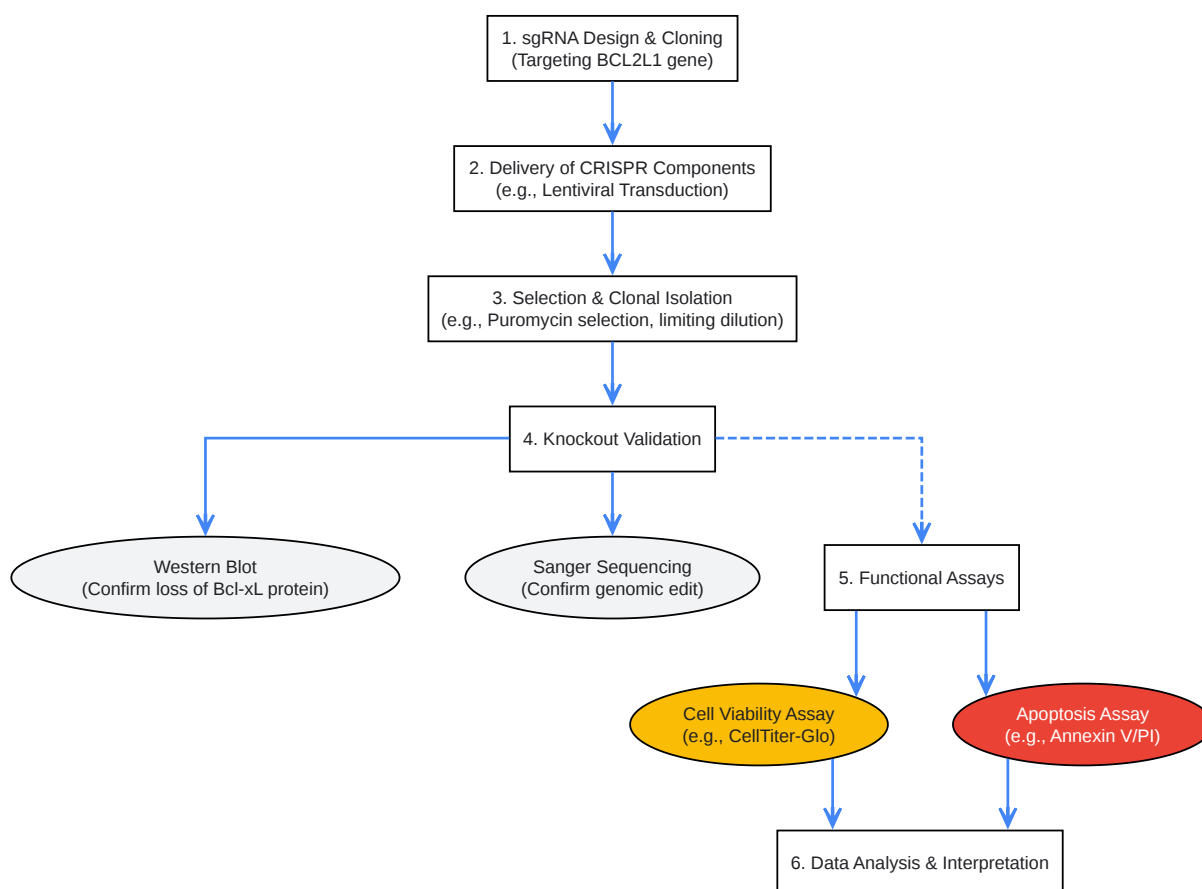 1. sgRNA Design & Cloning
(Targeting BCL2L1 gene)
2. Delivery of CRISPR Components
(e.g., Lentiviral Transduction)
3. Selection & Clonal Isolation
(e.g., Puromycin selection, limiting dilution)
4. Knockout Validation
Western Blot
(Confirm loss of Bcl-xL protein)
Sanger Sequencing
(Confirm genomic edit)
5. Functional Assays
Cell Viability Assay
(e.g., CellTiter-Glo)
Apoptosis Assay
(e.g., Annexin V/PI)
6. Data Analysis & Interpretation